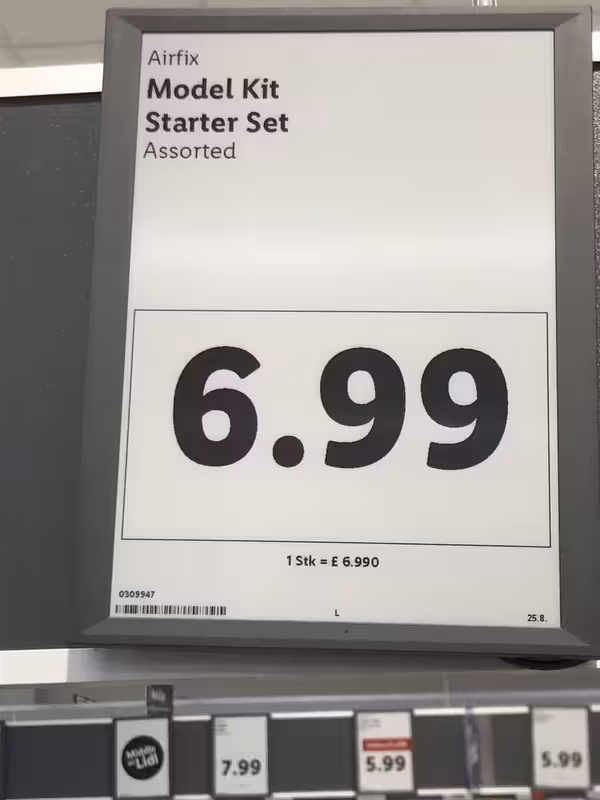 Airfix
Model Kit
Starter Set
Assorted
6.99
1 Stk = £ 6.990
0309947
L
25.8.
Middle
of Lidl
7.99
5.99
5.99